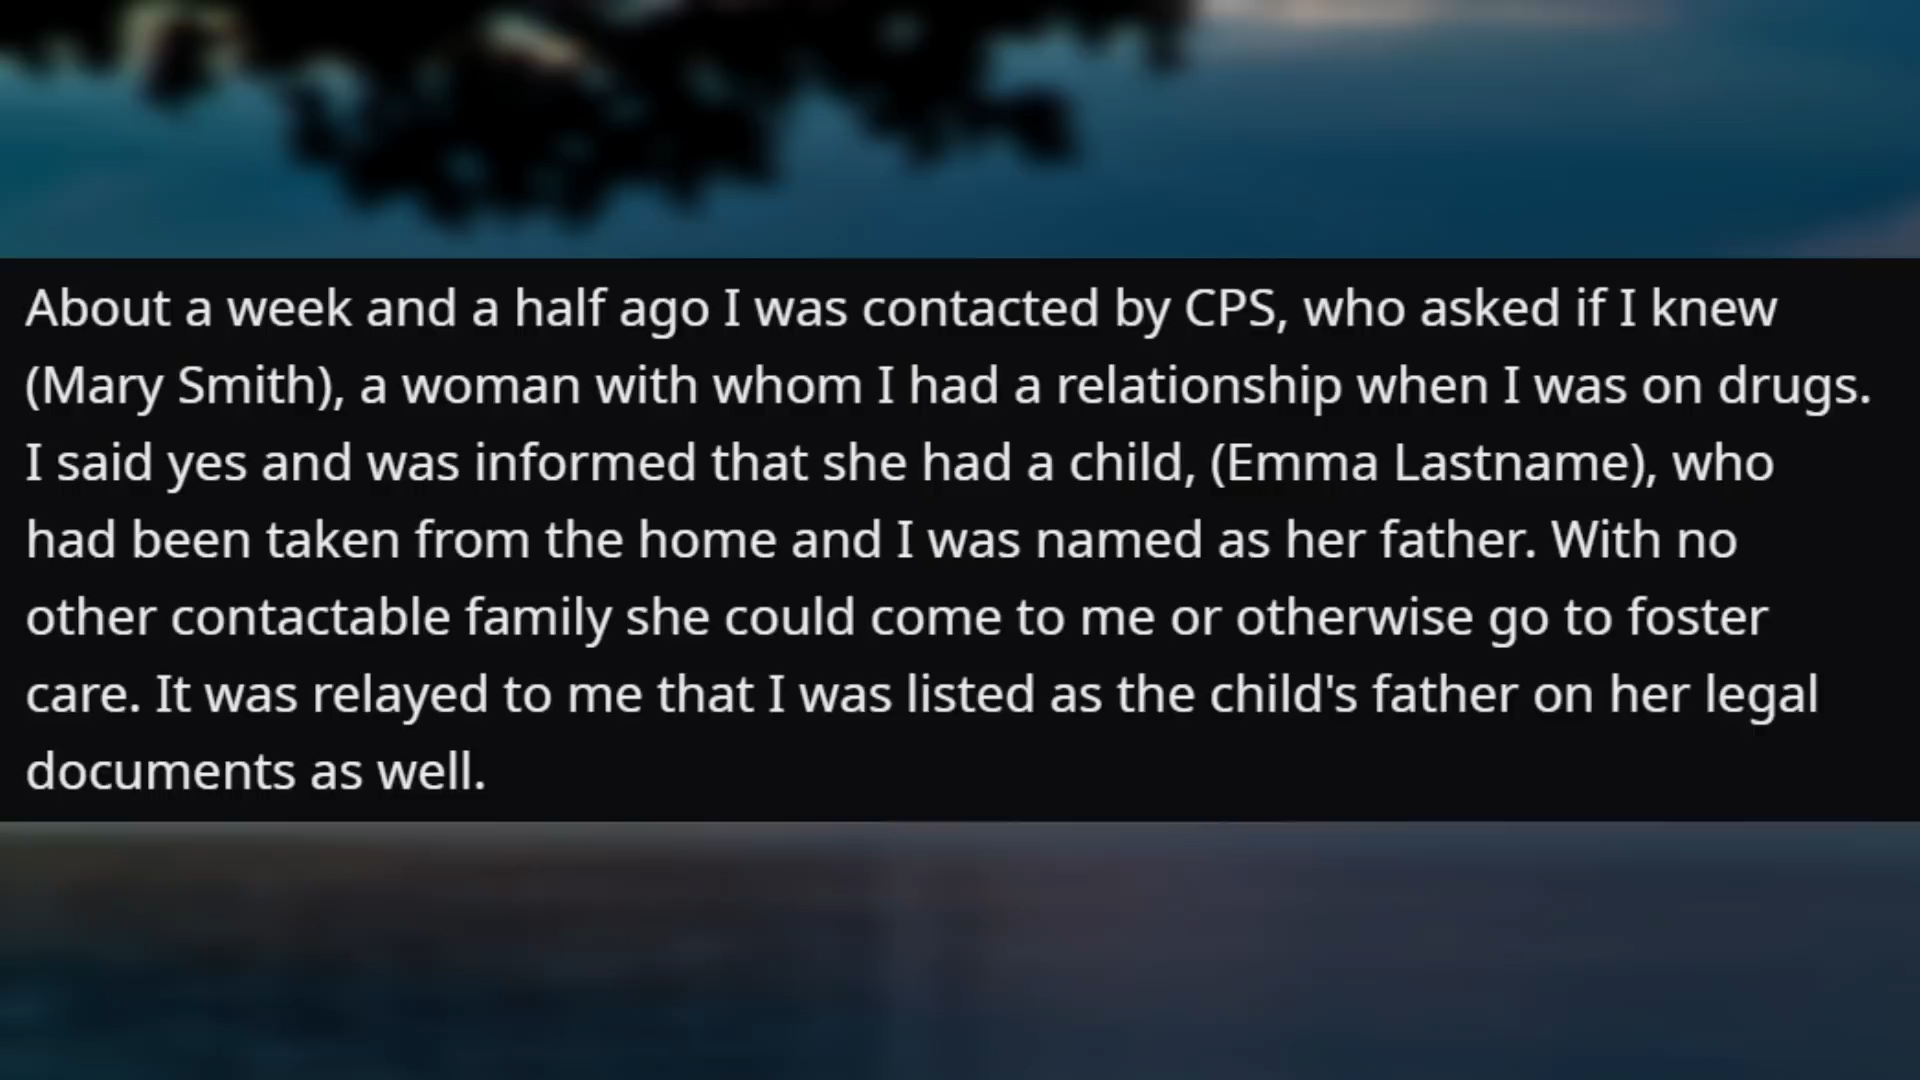 About a week and a half ago I was contacted by CPS, who asked if I knew
(Mary Smith), a woman with whom I had a relationship when I was on drugs.
I said yes and was informed that she had a child, (Emma Lastname), who
had been taken from the home and I was named as her father. With no
other contactable family she could come to me or otherwise go to foster
care. It was relayed to me that I was listed as the child's father on her legal
documents as well.